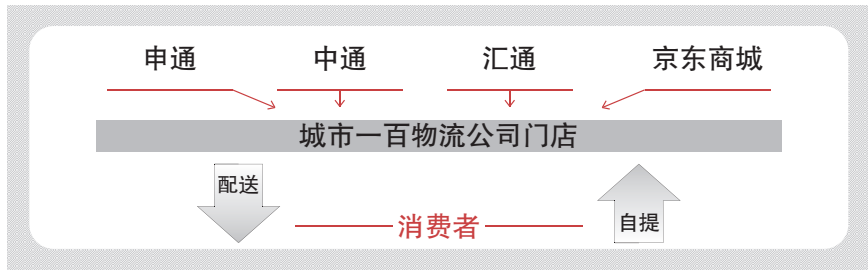 申通 中通 汇通 京东商城
城市一百物流公司门店
配送
消费者
自提